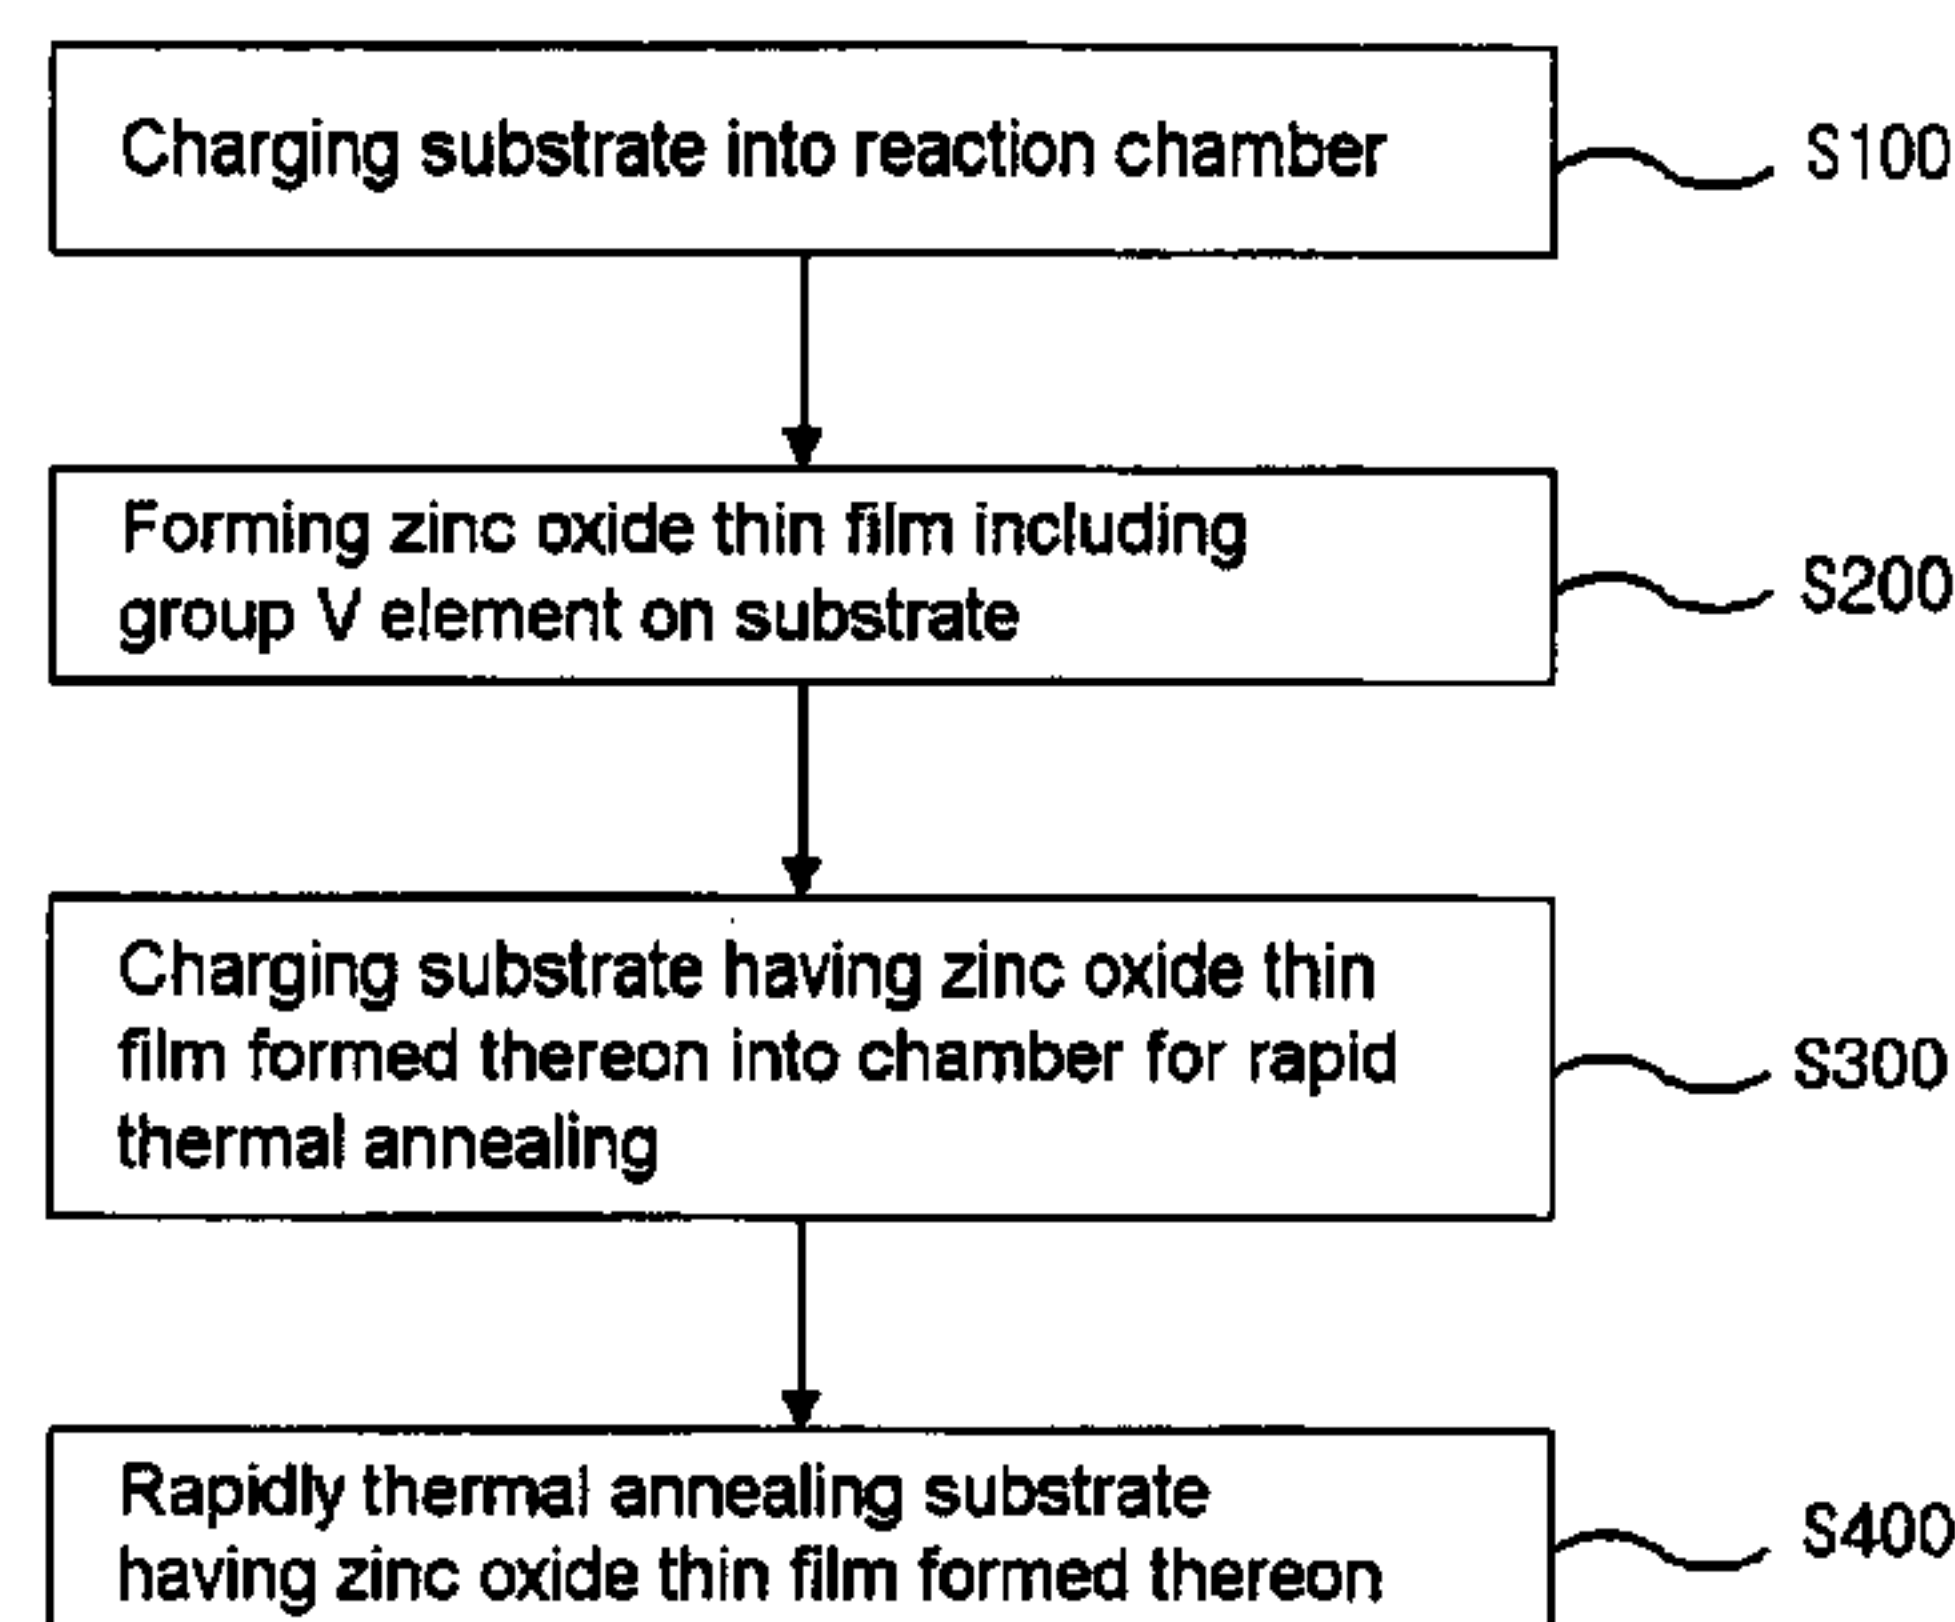 Charging substrate into reaction chamber
S100
Forming zinc oxide thin film including
group V element on substrate
S200
Charging substrate having zinc oxide thin
film formed thereon into chamber for rapid
thermal annealing
S300
Rapidly thermal annealing substrate
having zinc oxide thin film formed thereon
S400